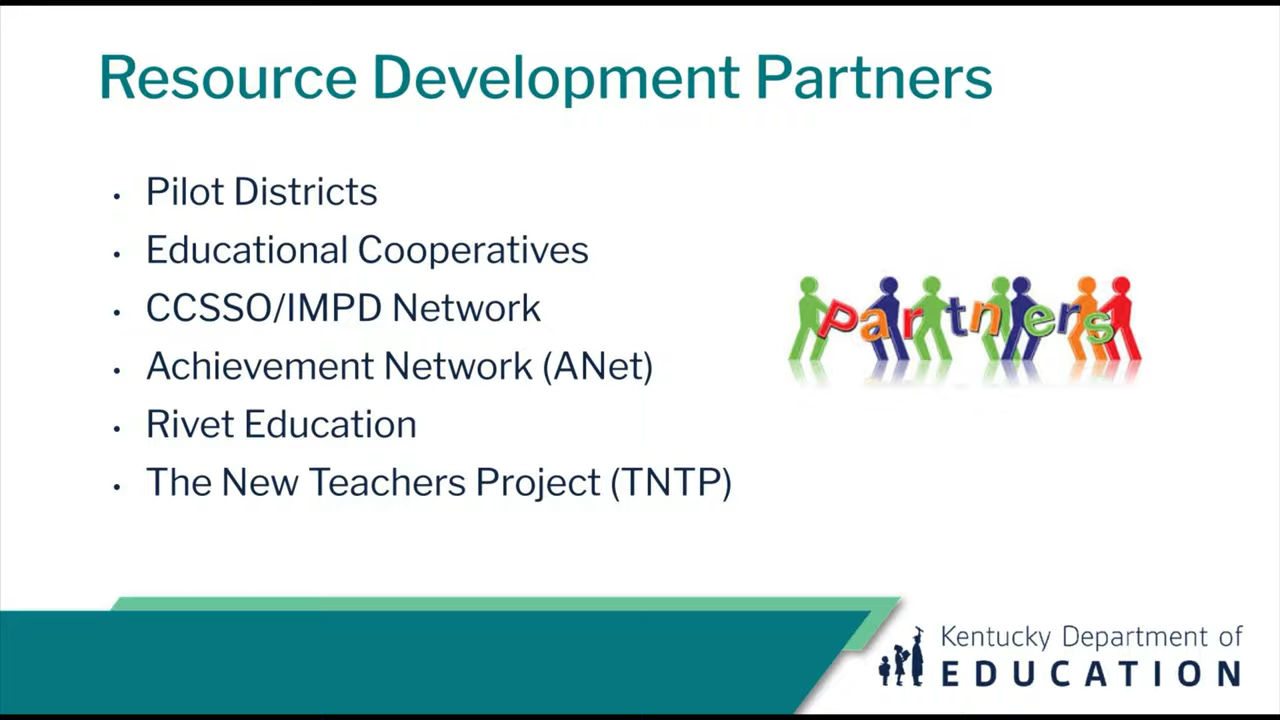 Resource Development Partners
• Pilot Districts
• Educational Cooperatives
• CCSSO/IMPD Network
• Achievement Network (ANet)
• Rivet Education
• The New Teachers Project (TNTP)
Partners
Kentucky Department of
EDUCATION